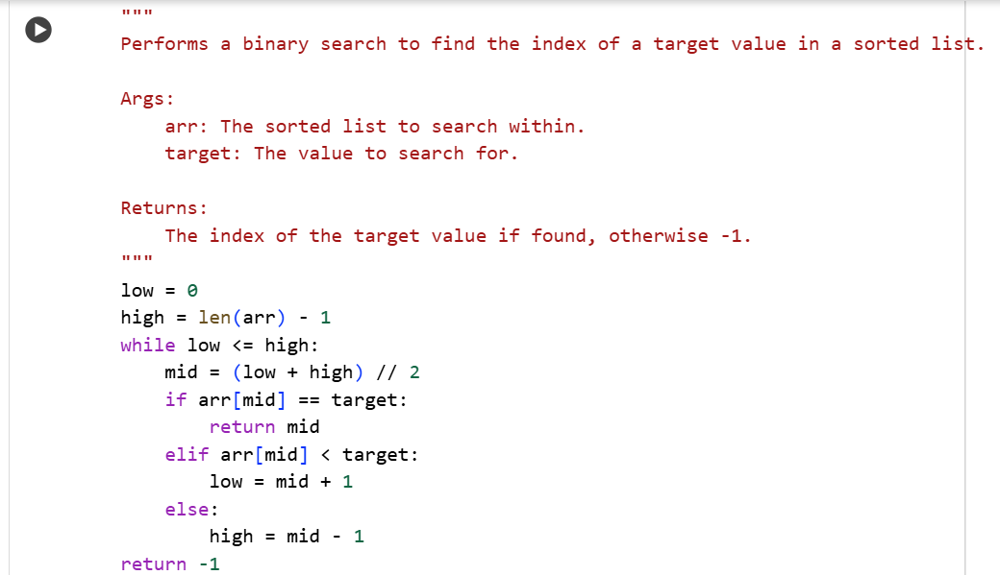 """
Performs a binary search to find the index of a target value in a sorted list.

Args:
    arr: The sorted list to search within.
    target: The value to search for.

Returns:
    The index of the target value if found, otherwise -1.
"""
low = 0
high = len(arr) - 1
while low <= high:
    mid = (low + high) // 2
    if arr[mid] == target:
        return mid
    elif arr[mid] < target:
        low = mid + 1
    else:
        high = mid - 1
return -1